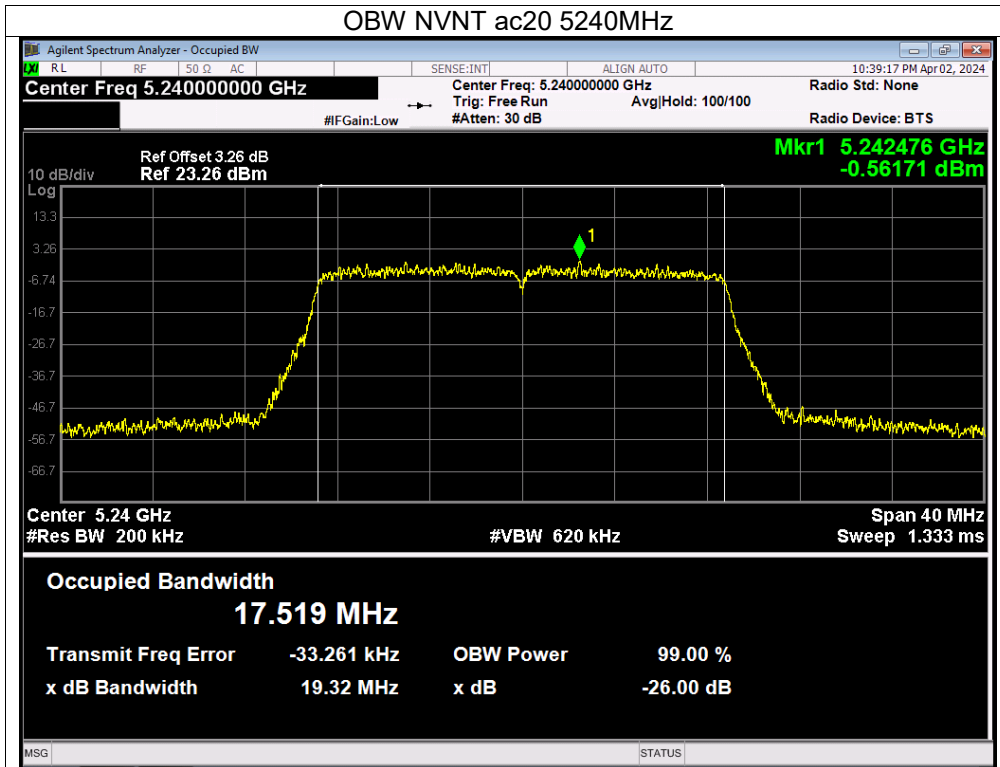 OBW NVNT ac20 5240MHz
Agilent Spectrum Analyzer - Occupied BW
LXI RL RF 50 Ω AC SENSE:INT ALIGN AUTO 10:39:17 PM Apr 02, 2024
Center Freq 5.240000000 GHz Center Freq: 5.240000000 GHz Radio Std: None
Trig: Free Run Avg|Hold: 100/100
#IFGain:Low #Atten: 30 dB Radio Device: BTS
Mkr1 5.242476 GHz
-0.56171 dBm
Ref Offset 3.26 dB
10 dB/div Ref 23.26 dBm
Log
13.3
1
3.26
-6.74
-16.7
-26.7
-36.7
-46.7
-56.7
-66.7
Center 5.24 GHz Span 40 MHz
#Res BW 200 kHz #VBW 620 kHz Sweep 1.333 ms
Occupied Bandwidth
17.519 MHz
Transmit Freq Error -33.261 kHz OBW Power 99.00 %
x dB Bandwidth 19.32 MHz x dB -26.00 dB
MSG STATUS